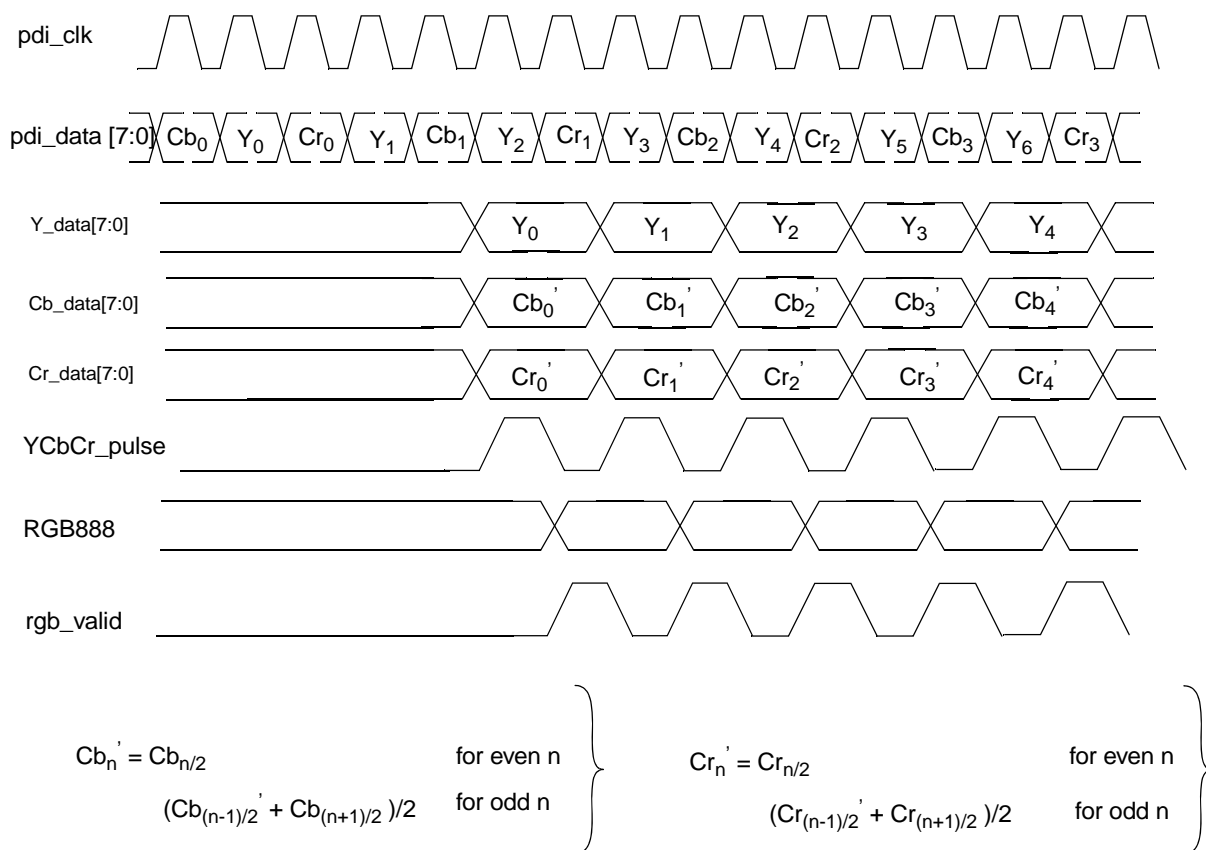 pdi_clk
pdi_data [7:0] Cb0 Y0 Cr0 Y1 Cb1 Y2 Cr1 Y3 Cb2 Y4 Cr2 Y5 Cb3 Y6 Cr3
Y_data[7:0] Y0 Y1 Y2 Y3 Y4
Cb_data[7:0] Cb0’ Cb1’ Cb2’ Cb3’ Cb4’
Cr_data[7:0] Cr0’ Cr1’ Cr2’ Cr3’ Cr4’
YCbCr_pulse
RGB888
rgb_valid
Cbn’ = Cbn/2 for even n Crn’ = Crn/2 for even n
(Cb(n-1)/2’ + Cb(n+1)/2 )/2 for odd n (Cr(n-1)/2’ + Cr(n+1)/2 )/2 for odd n